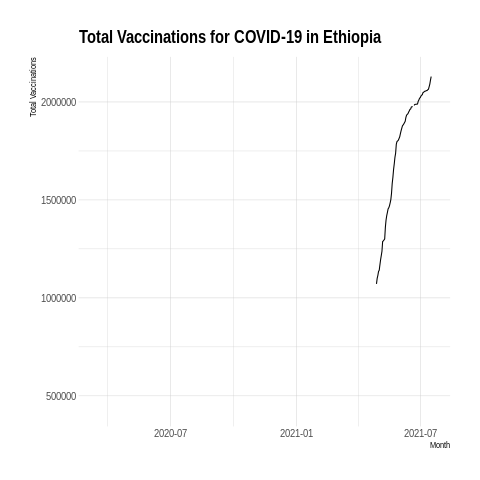 Total Vaccinations for COVID-19 in Ethiopia
Total Vaccinations
2000000
1500000
1000000
500000
2020-07
2021-01
2021-07
Month